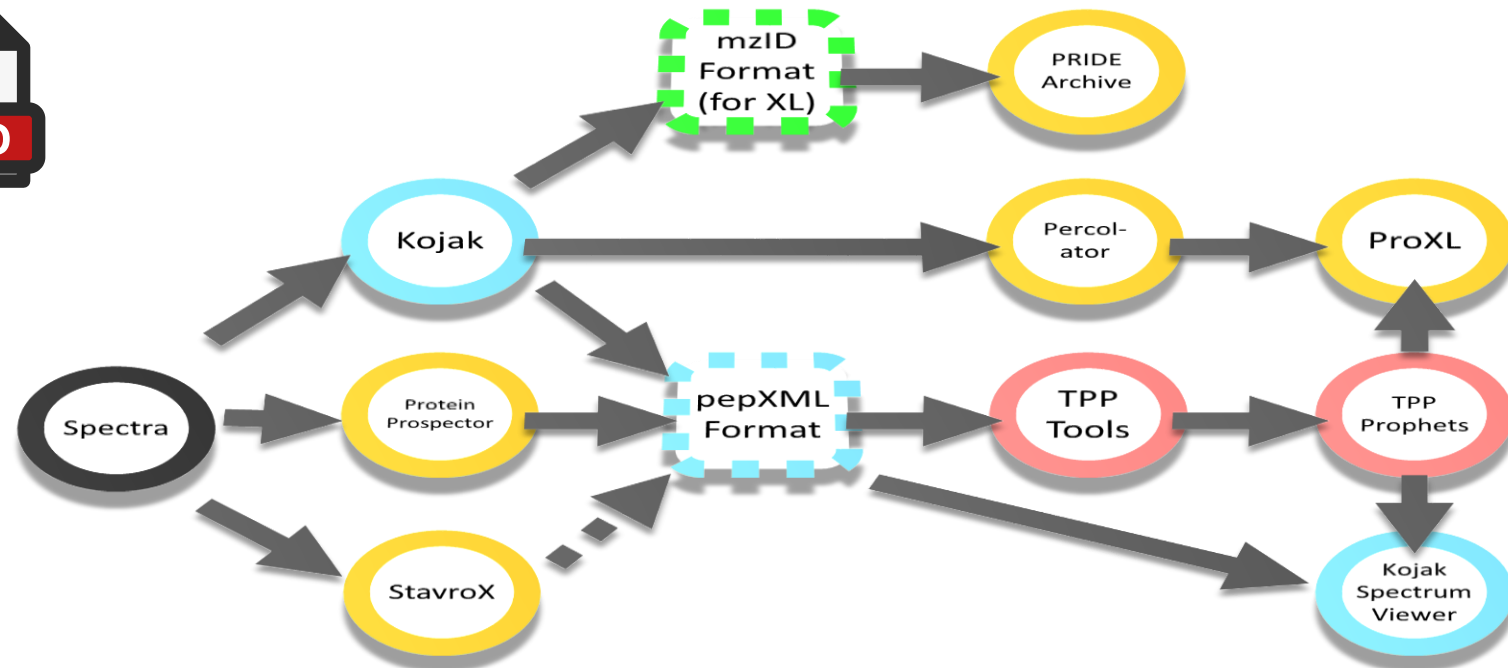 mzID
Format
(for XL)
PRIDE
Archive
Kojak
Percol-
ator
ProXL
Spectra
Protein
Prospector
pepXML
Format
TPP
Tools
TPP
Prophets
StavroX
Kojak
Spectrum
Viewer